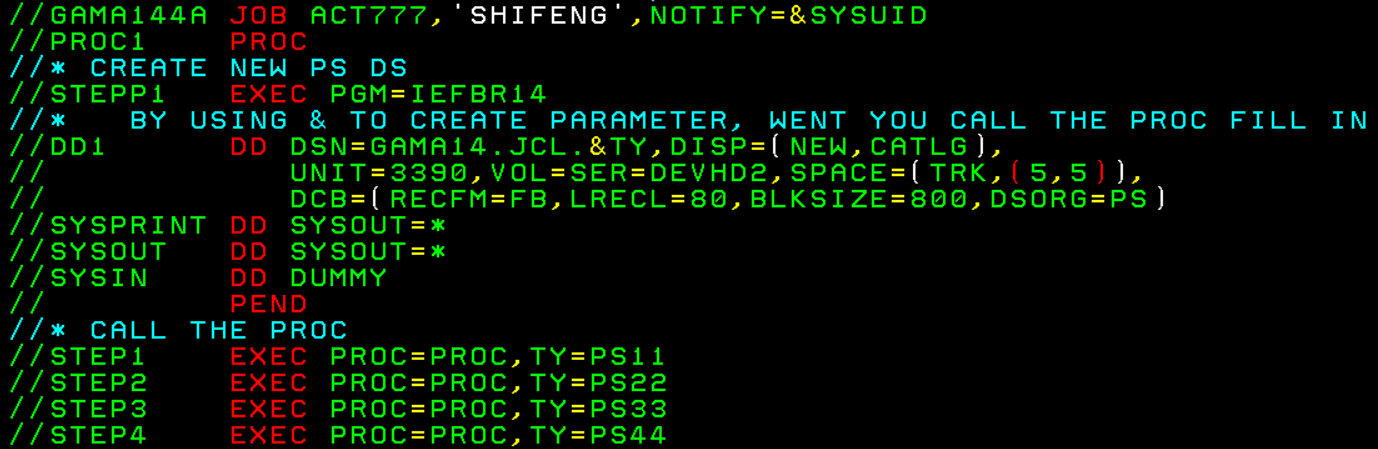 //GAMA144A JOB ACT777,'SHIFENG',NOTIFY=&SYSUID
//PROC1    PROC
//* CREATE NEW PS DS
//STEPP1   EXEC PGM=IEFBR14
//*   BY USING & TO CREATE PARAMETER, WENT YOU CALL THE PROC FILL IN
//DD1      DD DSN=GAMA14.JCL.&TY,DISP=(NEW,CATLG),
//            UNIT=3390,VOL=SER=DEVHD2,SPACE=(TRK,(5,5)),
//            DCB=(RECFM=FB,LRECL=80,BLKSIZE=800,DSORG=PS)
//SYSPRINT DD SYSOUT=*
//SYSOUT   DD SYSOUT=*
//SYSIN    DD DUMMY
//         PEND
//* CALL THE PROC
//STEP1    EXEC PROC=PROC,TY=PS11
//STEP2    EXEC PROC=PROC,TY=PS22
//STEP3    EXEC PROC=PROC,TY=PS33
//STEP4    EXEC PROC=PROC,TY=PS44